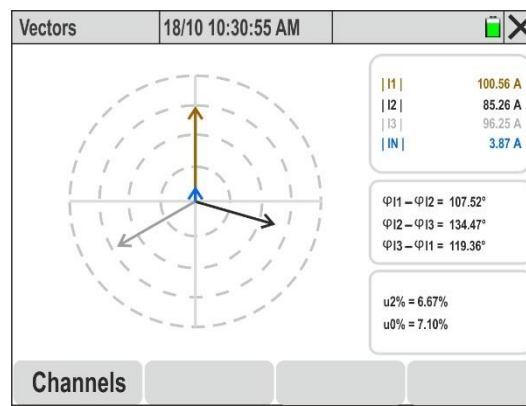 Vectors 18/10 10:30:55 AM
| I1 | 100.56 A
| I2 | 85.26 A
| I3 | 96.25 A
| IN | 3.87 A
φI1 – φI2 = 107.52°
φI2 – φI3 = 134.47°
φI3 – φI1 = 119.36°
u2% = 6.67%
u0% = 7.10%
Channels